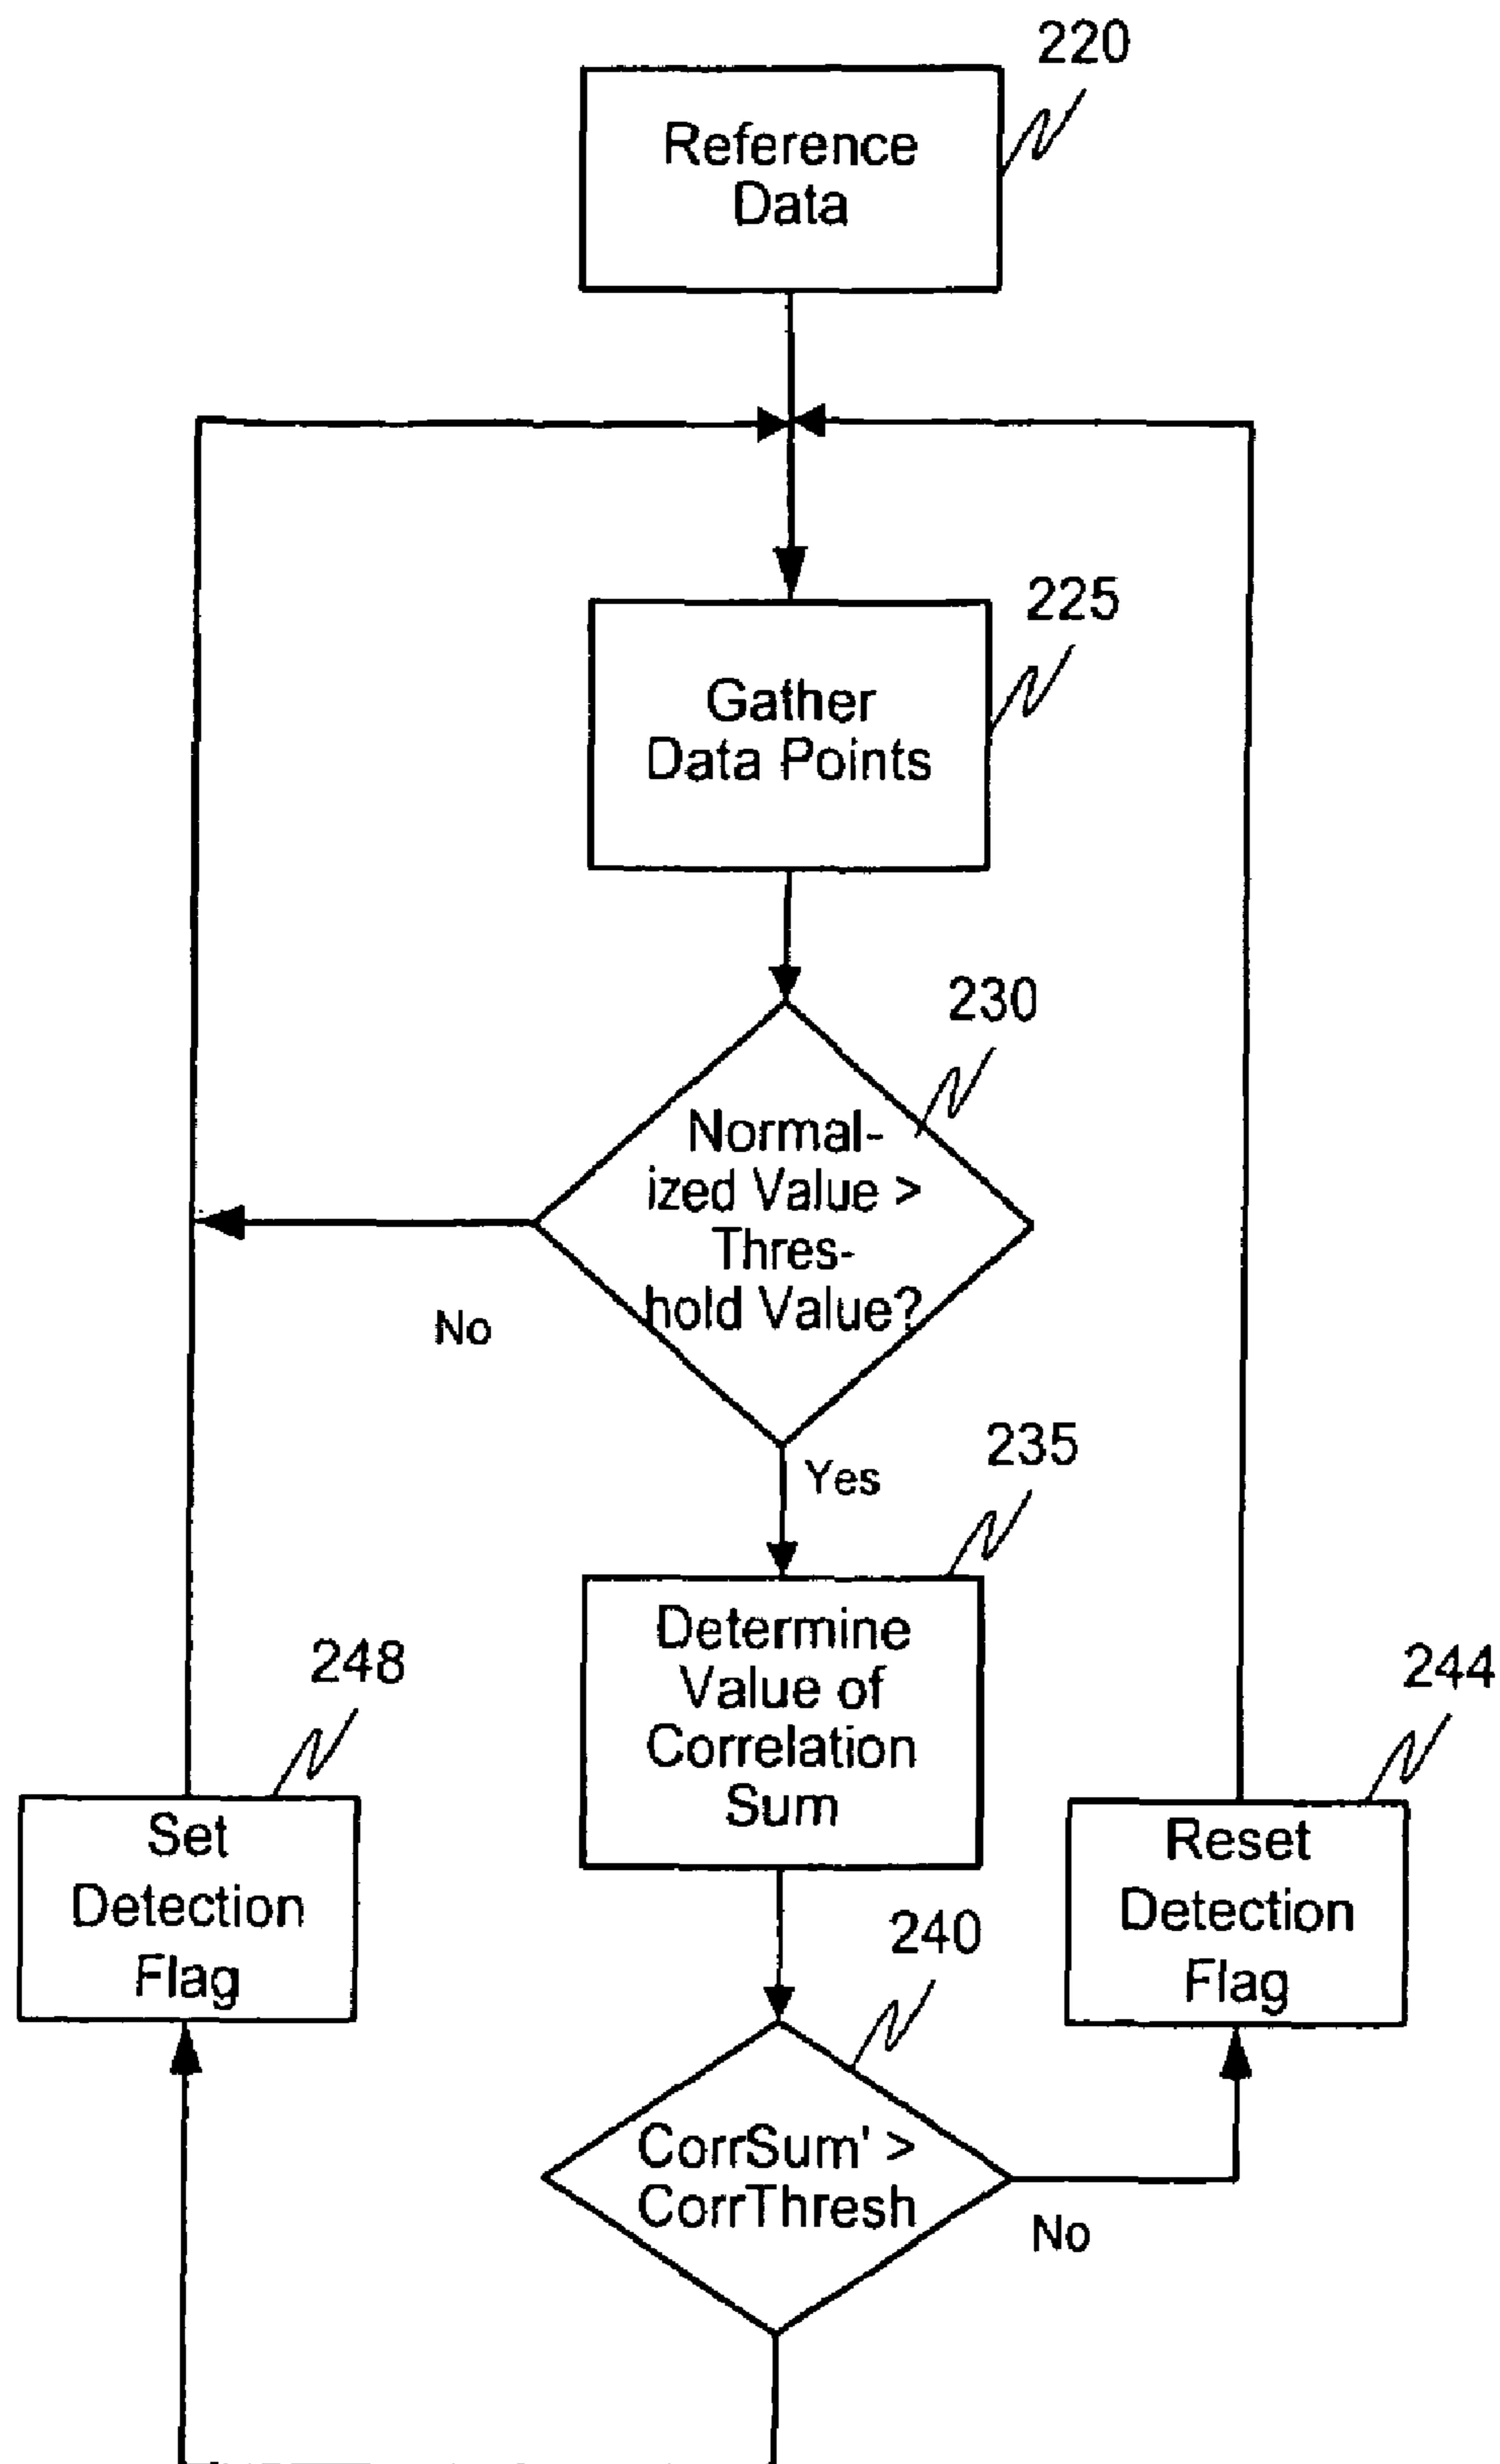 220
Reference
Data
225
Gather
Data Points
230
Normal-
ized Value >
Thres-
hold Value?
No
Yes
235
Determine
Value of
Correlation
Sum
248
Set
Detection
Flag
244
Reset
Detection
Flag
240
CorrSum' >
CorrThresh
No